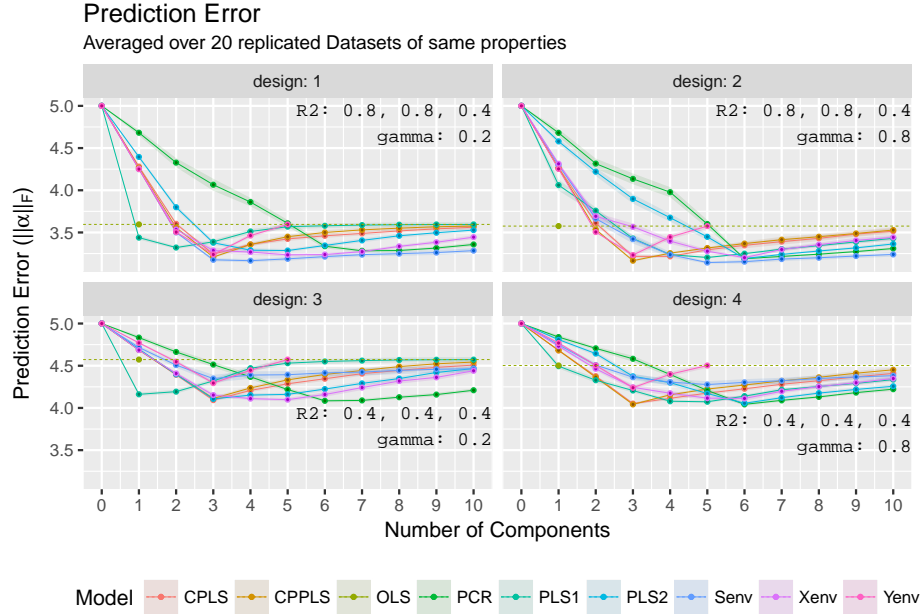 Prediction Error
Averaged over 20 replicated Datasets of same properties
design: 1
design: 2
5.0
4.5
4.0
3.5
R2: 0.8, 0.8, 0.4
gamma: 0.2
R2: 0.8, 0.8, 0.4
gamma: 0.8
design: 3
design: 4
5.0
4.5
4.0
3.5
R2: 0.4, 0.4, 0.4
gamma: 0.2
R2: 0.4, 0.4, 0.4
gamma: 0.8
Prediction Error (||α||F)
0 1 2 3 4 5 6 7 8 9 10
0 1 2 3 4 5 6 7 8 9 10
Number of Components
Model CPLS CPPLS OLS PCR PLS1 PLS2 Senv Xenv Yenv